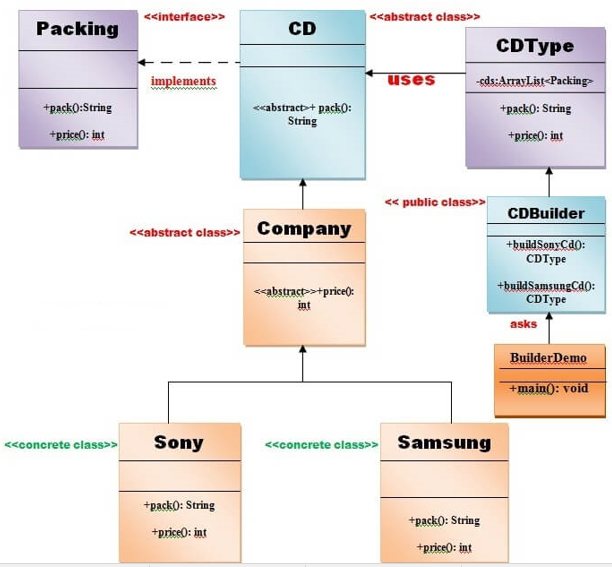 Packing
<<interface>>
+pack():String
+price(): int
implements
CD
<<abstract class>>
<<abstract>+ pack():
String
uses
CDType
-cds:ArrayList<Packing>
+pack(): String
+price(): int
<<abstract class>>
Company
<<abstract>>+price():
int
<< public class>>
CDBuilder
+buildSonyCd():
CDType
+buildSamsungCd():
CDType
asks
BuilderDemo
+main(): void
<<concrete class>>
Sony
+pack(): String
+price(): int
<<concrete class>>
Samsung
+pack(): String
+price(): int